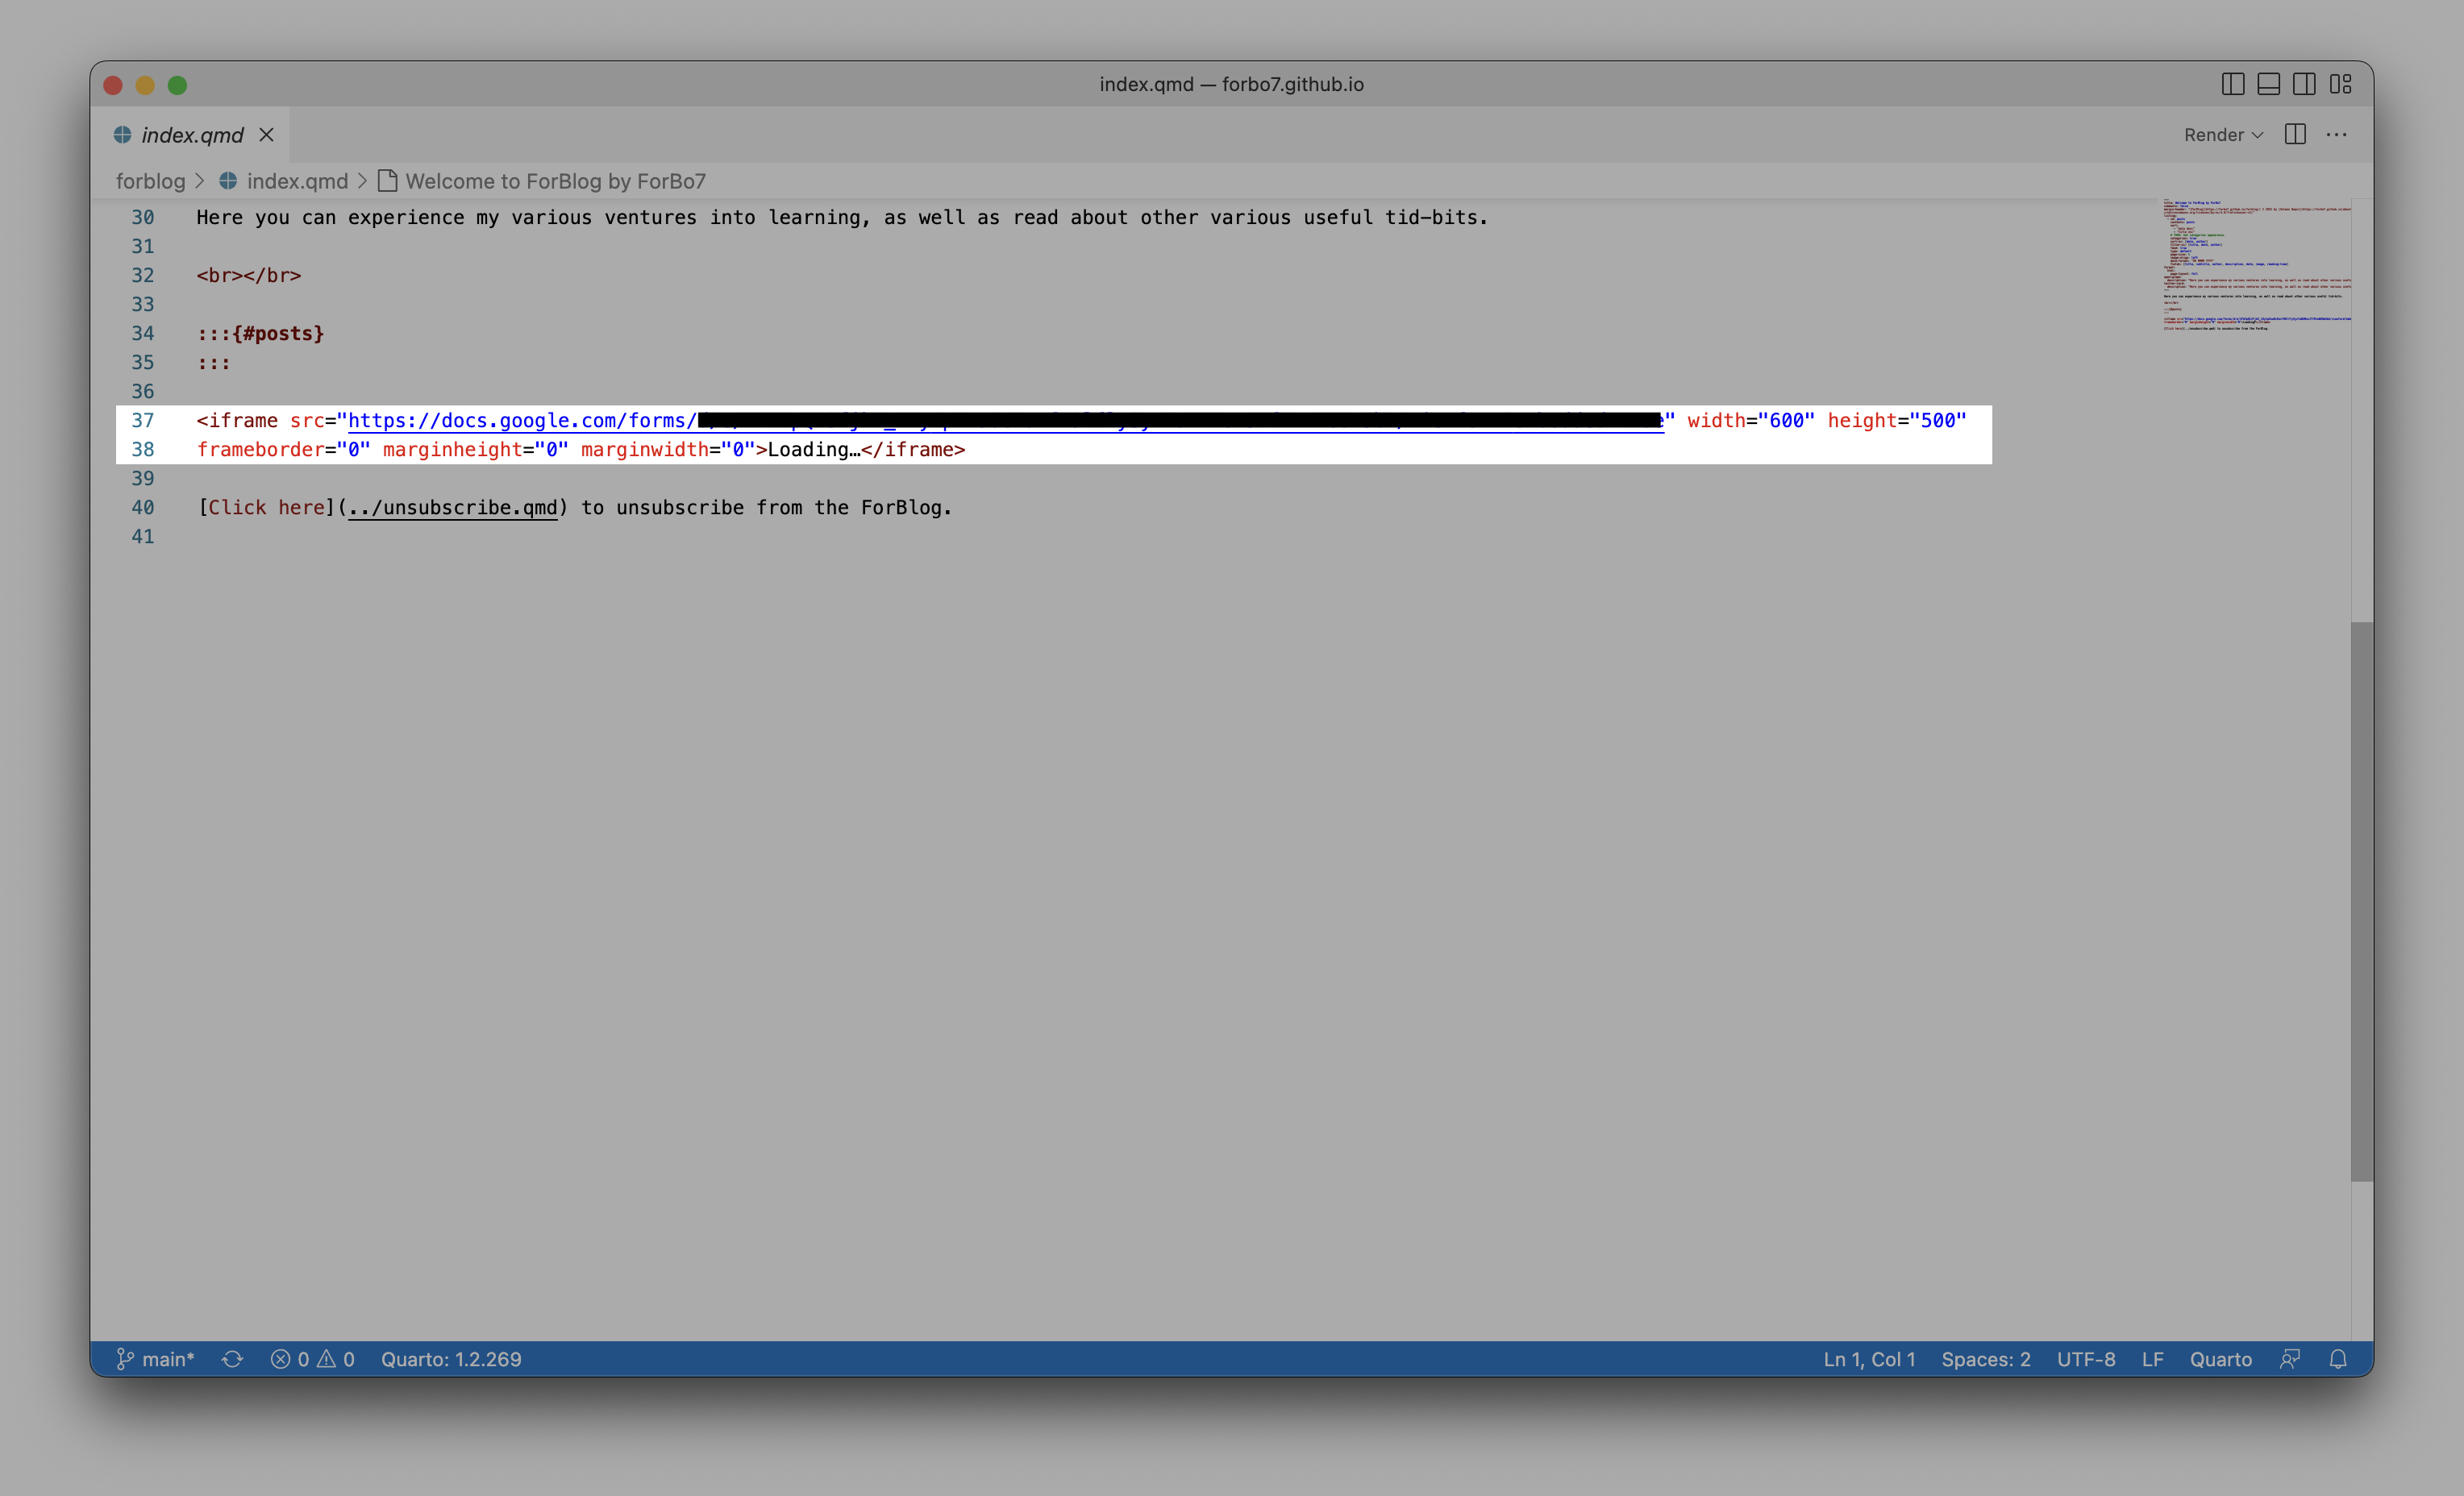 index.qmd — forbo7.github.io
index.qmd
Render
forblog > index.qmd > Welcome to ForBlog by ForBo7
30 Here you can experience my various ventures into learning, as well as read about other various useful tid-bits.
31
32 <br></br>
33
34 :::{#posts}
35 :::
36
37 <iframe src="https://docs.google.com/forms/ e" width="600" height="500"
38 frameborder="0" marginheight="0" marginwidth="0">Loading…</iframe>
39
40 [Click here](../unsubscribe.qmd) to unsubscribe from the ForBlog.
41
main* 0 0 Quarto: 1.2.269 Ln 1, Col 1 Spaces: 2 UTF-8 LF Quarto